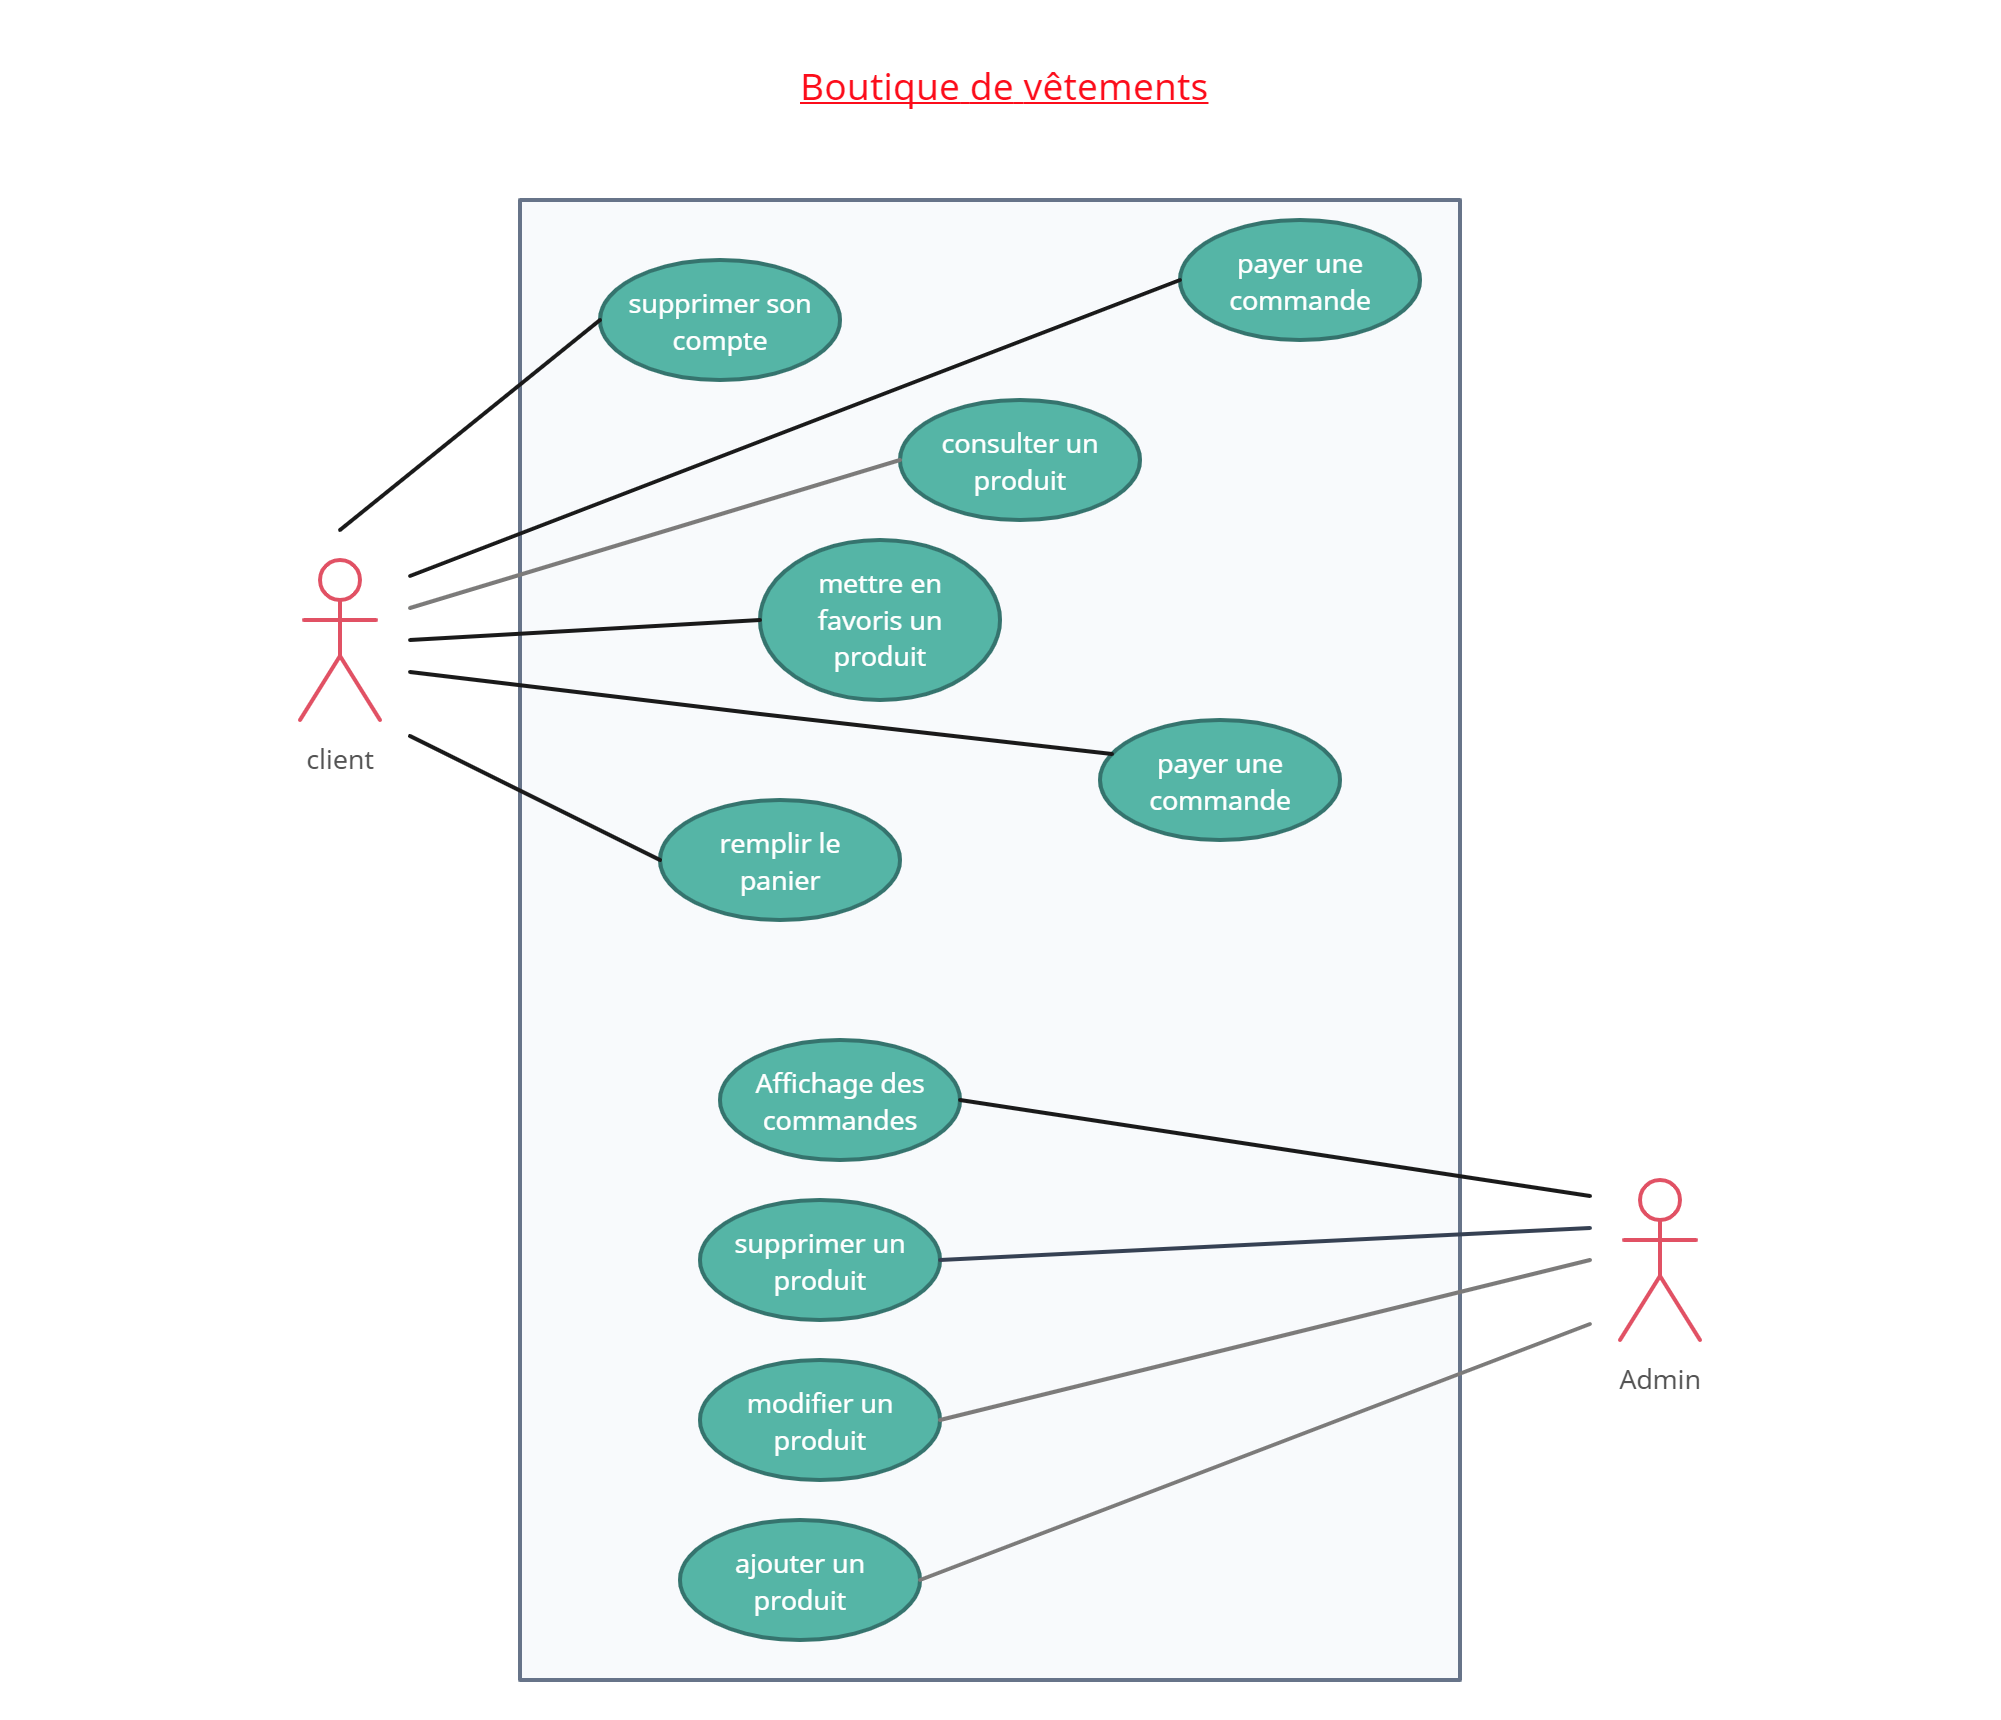 Boutique de vêtements
payer une
commande
supprimer son
compte
consulter un
produit
mettre en
favoris un
produit
client
payer une
commande
remplir le
panier
Affichage des
commandes
supprimer un
produit
Admin
modifier un
produit
ajouter un
produit